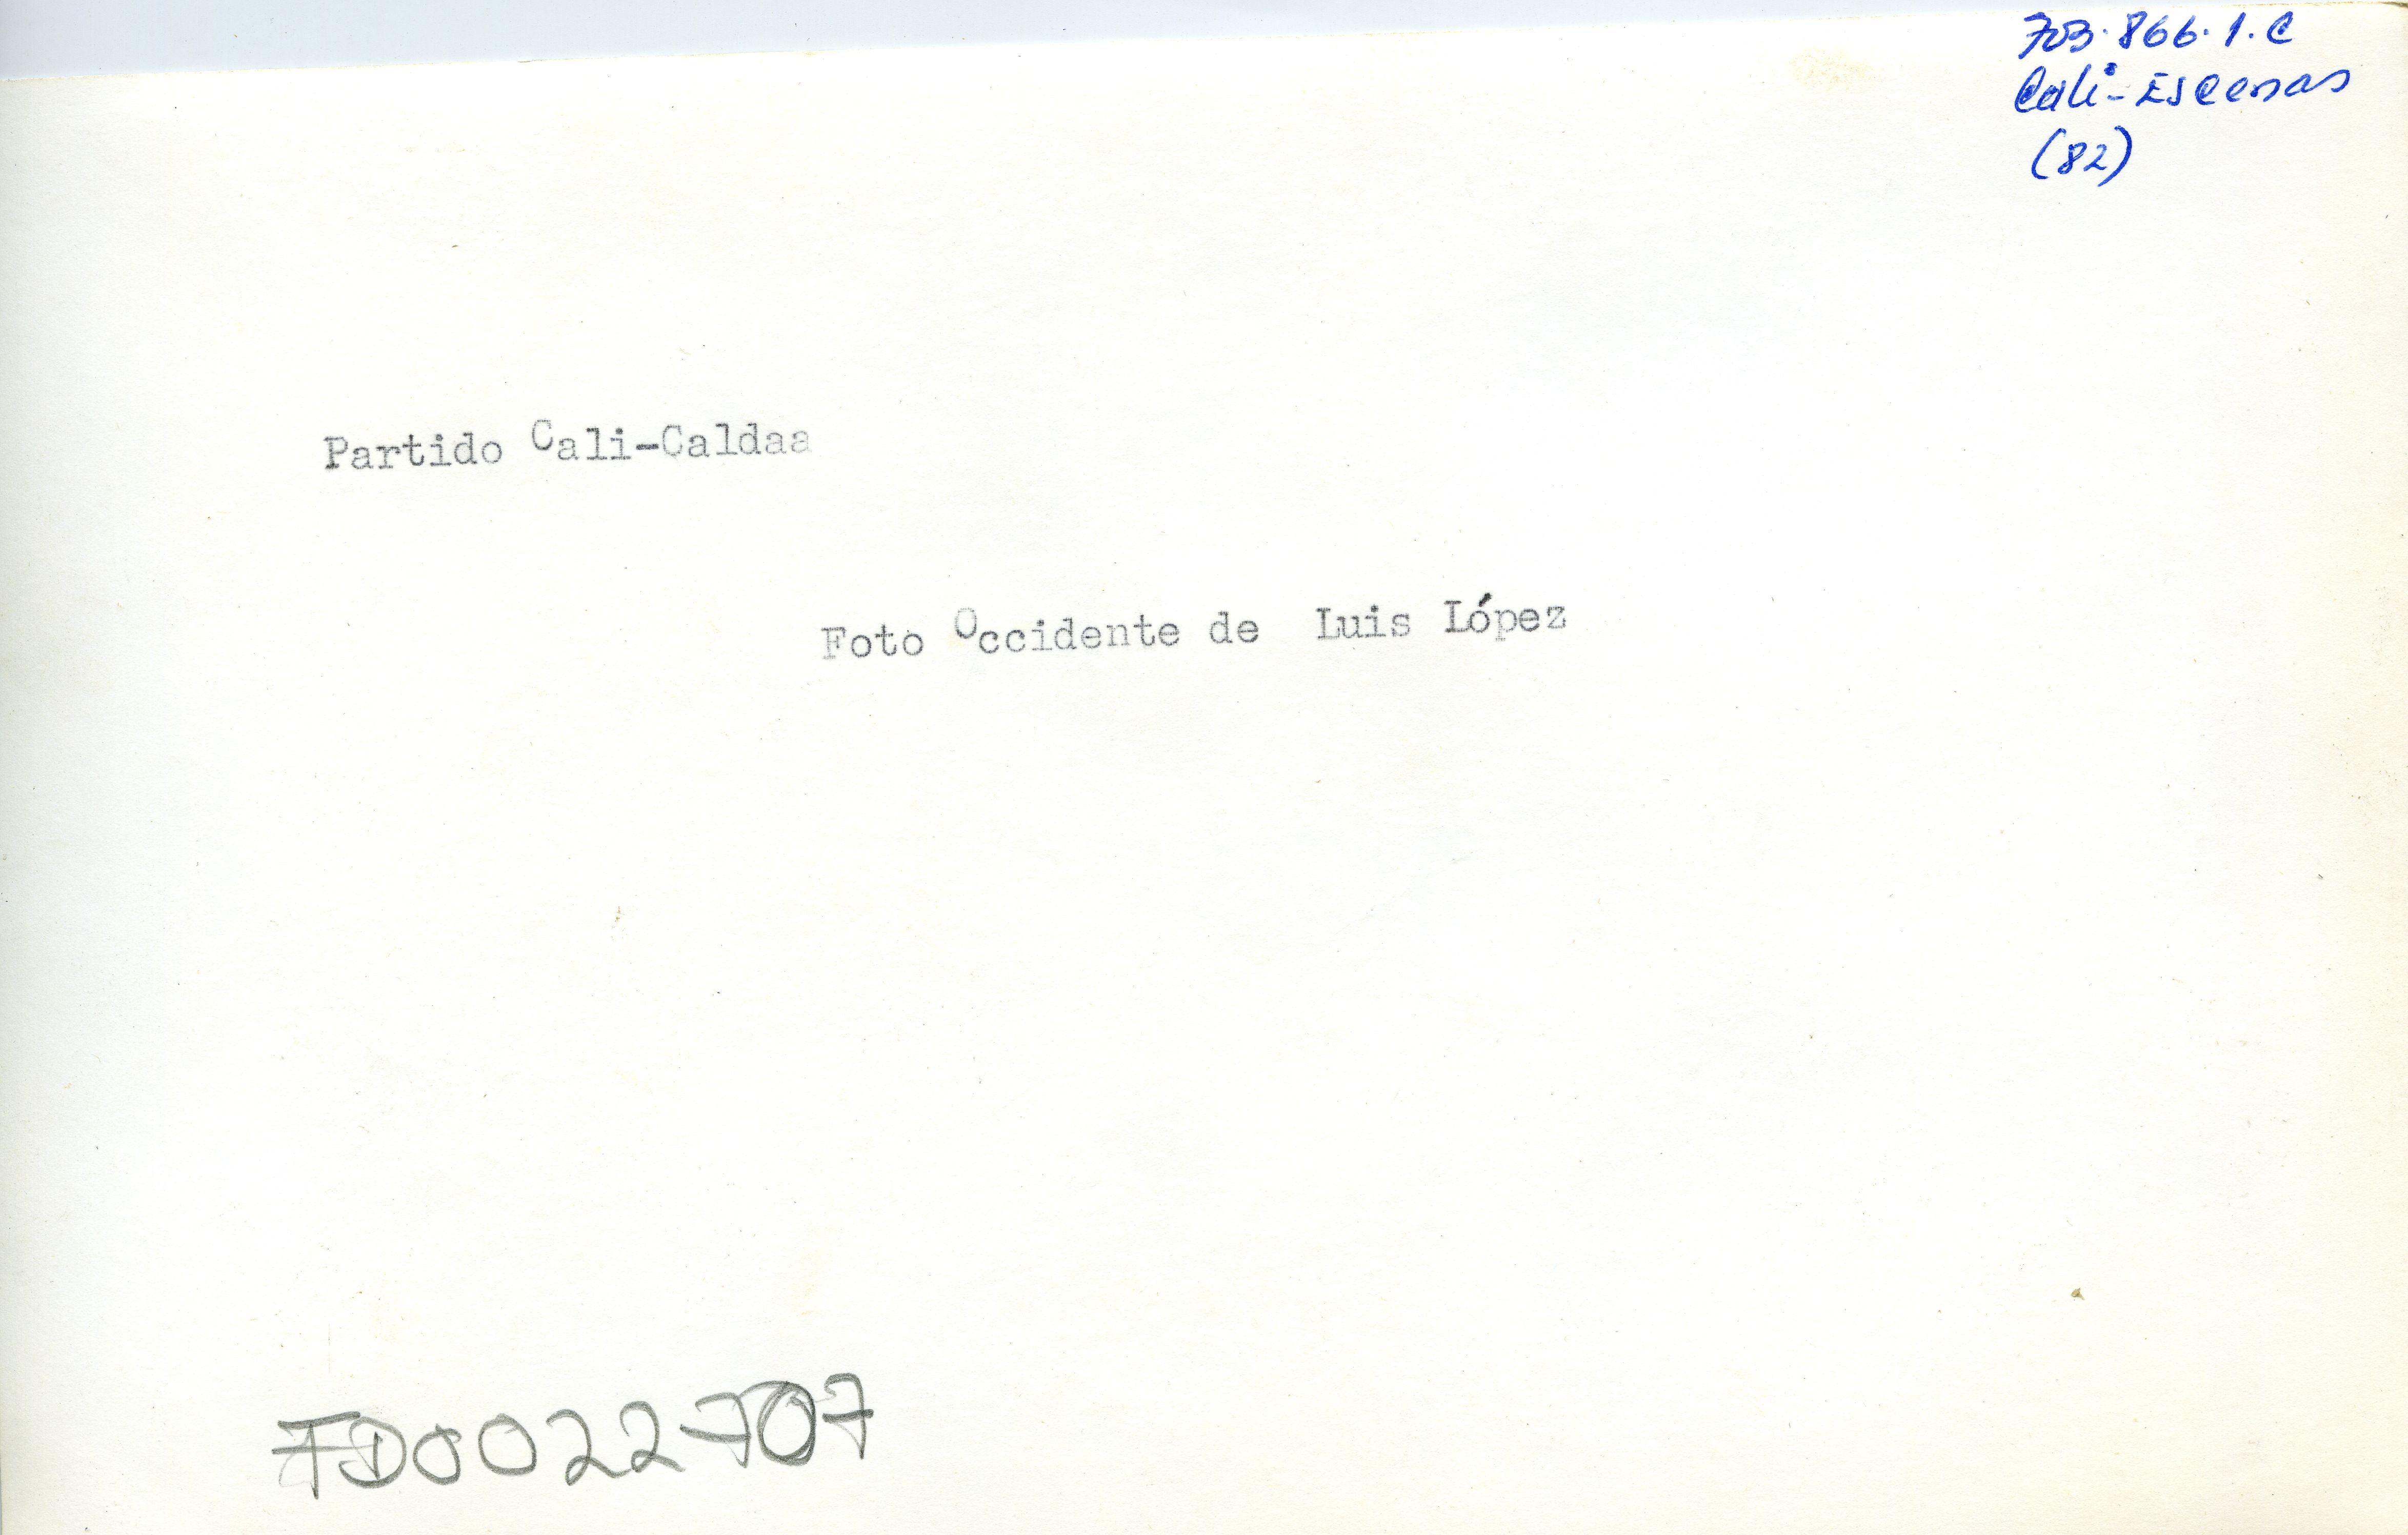 703.866.1.C
Cali-Escenas
(82)
Partido Cali-Caldaa
Foto Occidente de Luis López
FD0022707